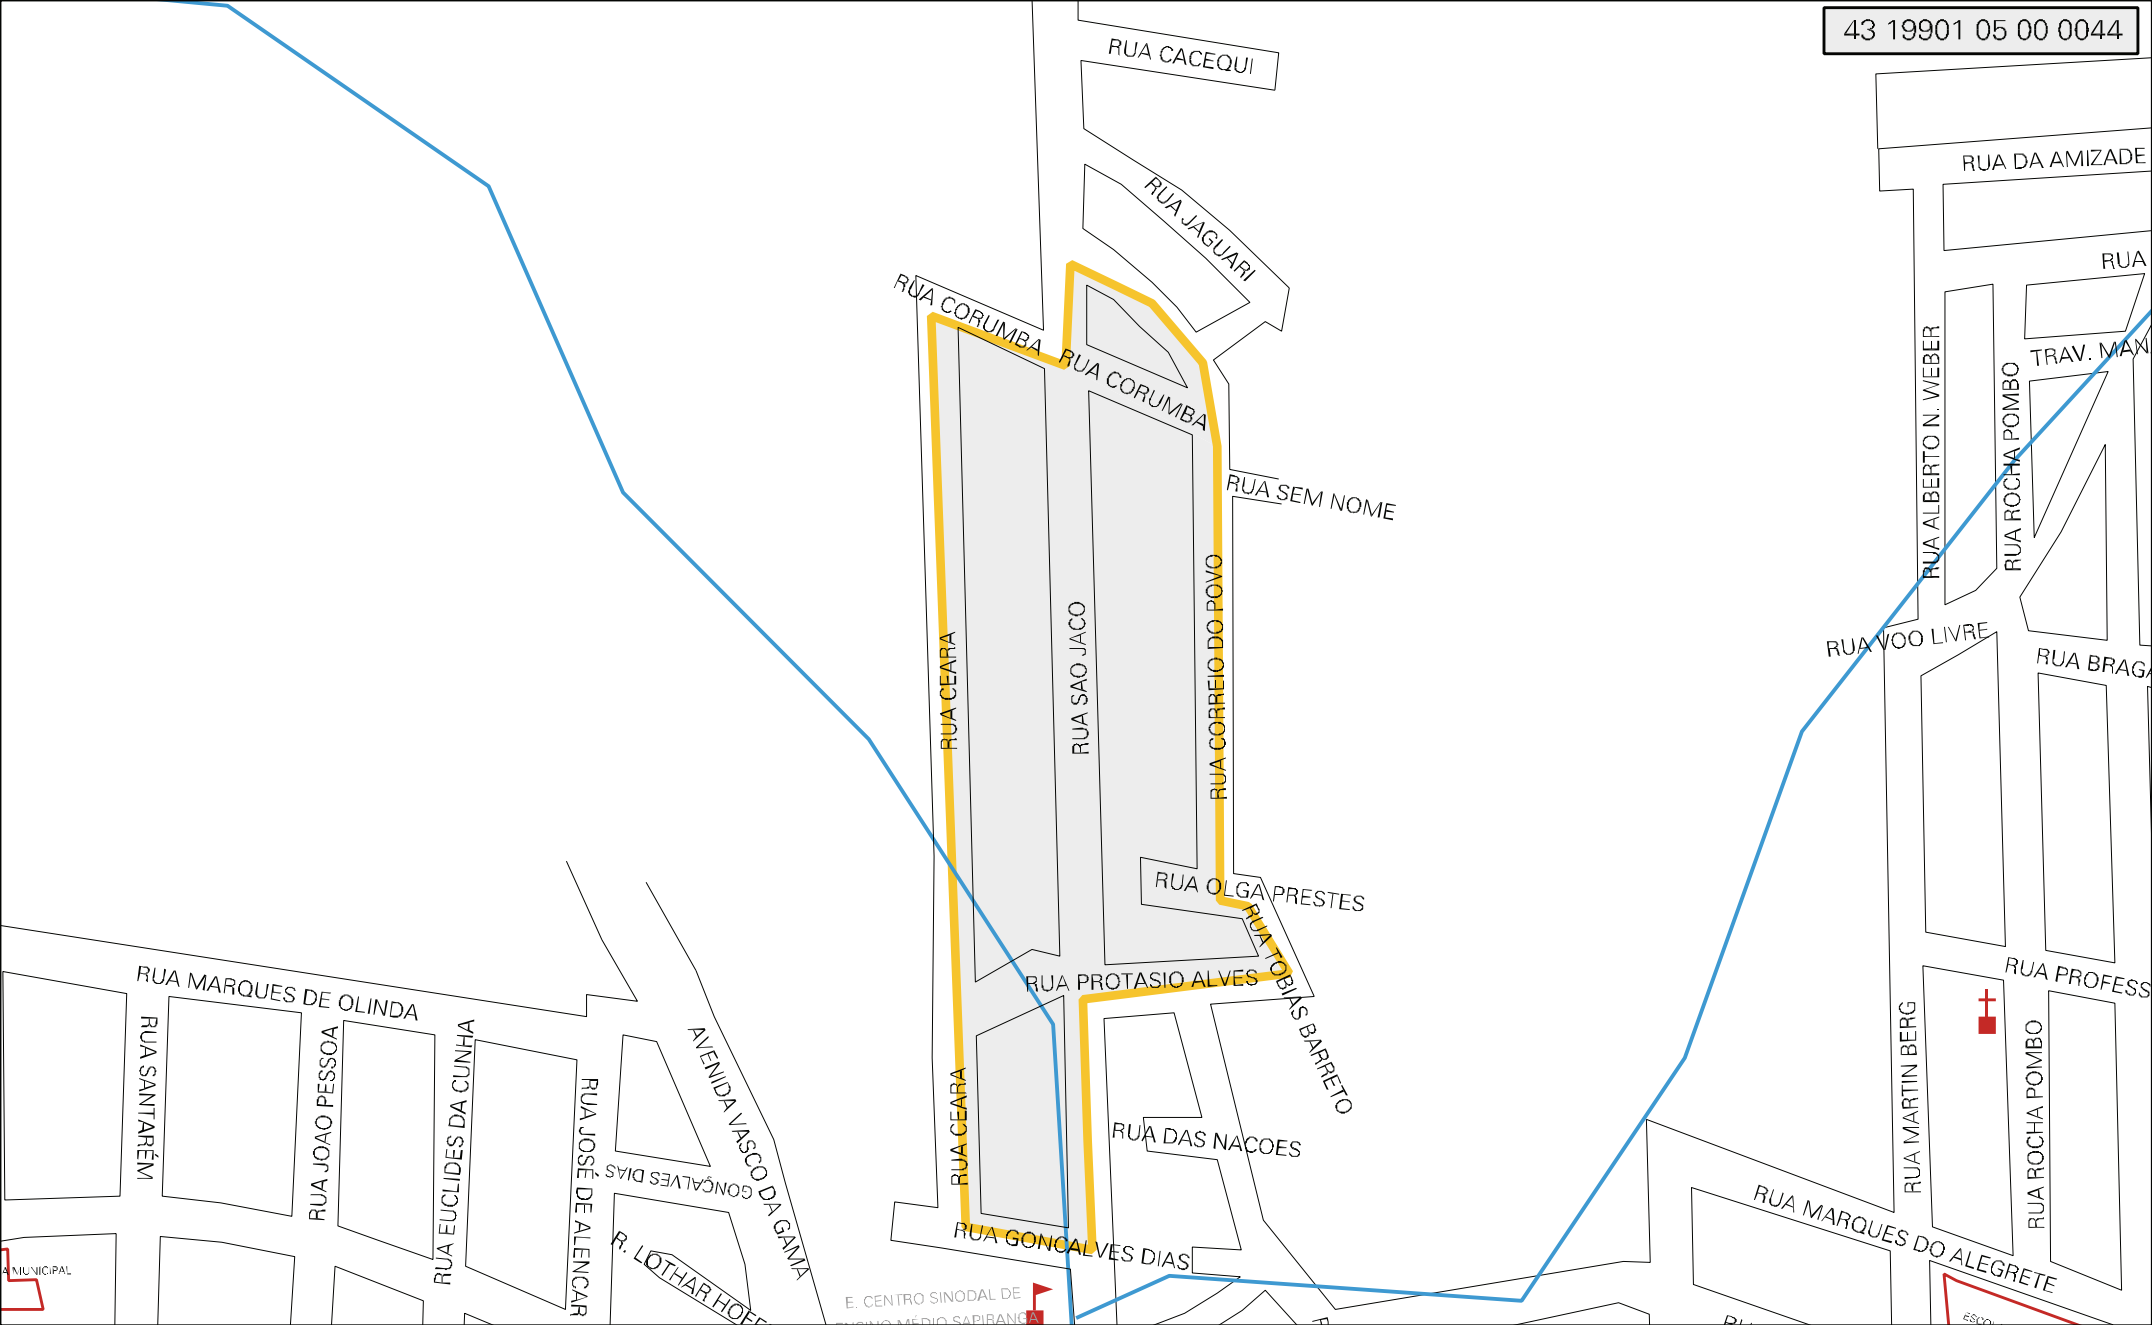 43 19901 05 00 0044
RUA CACEQUI
RUA DA AMIZADE
RUA JAGUARI
RUA
RUA CORUMBA
RUA CORUMBA
TRAV. MAN
RUA ALBERTO N. WEBER
RUA ROCHA POMBO
RUA SEM NOME
RUA CORREIO DO POVO
RUA SAO JACO
RUA CEARA
RUA VOO LIVRE
RUA BRAGA
RUA OLGA PRESTES
RUA TOBIAS BARRETO
RUA PROTASIO ALVES
RUA MARQUES DE OLINDA
RUA PROFESS
RUA SANTARÉM
RUA JOAO PESSOA
RUA EUCLIDES DA CUNHA
RUA JOSÉ DE ALENCAR
AVENIDA VASCO DA GAMA
RUA CEARA
RUA DAS NAÇOES
RUA MARTIN BERG
RUA ROCHA POMBO
GONÇALVES DIAS
RUA MARQUES DO ALEGRETE
RUA GONCALVES DIAS
R. LOTHAR HOFF
A MUNICIPAL
E. CENTRO SINODAL DE
ENSINO MÉDIO SAPIRANGA